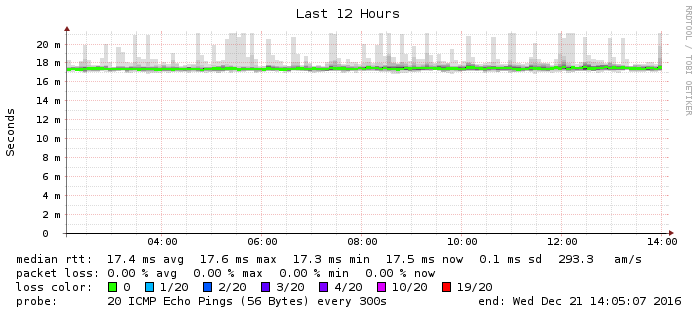 Last 12 Hours
RRDTOOL / TOBI OETIKER
Seconds
20 m
18 m
16 m
14 m
12 m
10 m
8 m
6 m
4 m
2 m
0
04:00 06:00 08:00 10:00 12:00 14:00
median rtt: 17.4 ms avg 17.6 ms max 17.3 ms min 17.5 ms now 0.1 ms sd 293.3 am/s
packet loss: 0.00 % avg 0.00 % max 0.00 % min 0.00 % now
loss color: 0 1/20 2/20 3/20 4/20 10/20 19/20
probe: 20 ICMP Echo Pings (56 Bytes) every 300s end: Wed Dec 21 14:05:07 2016